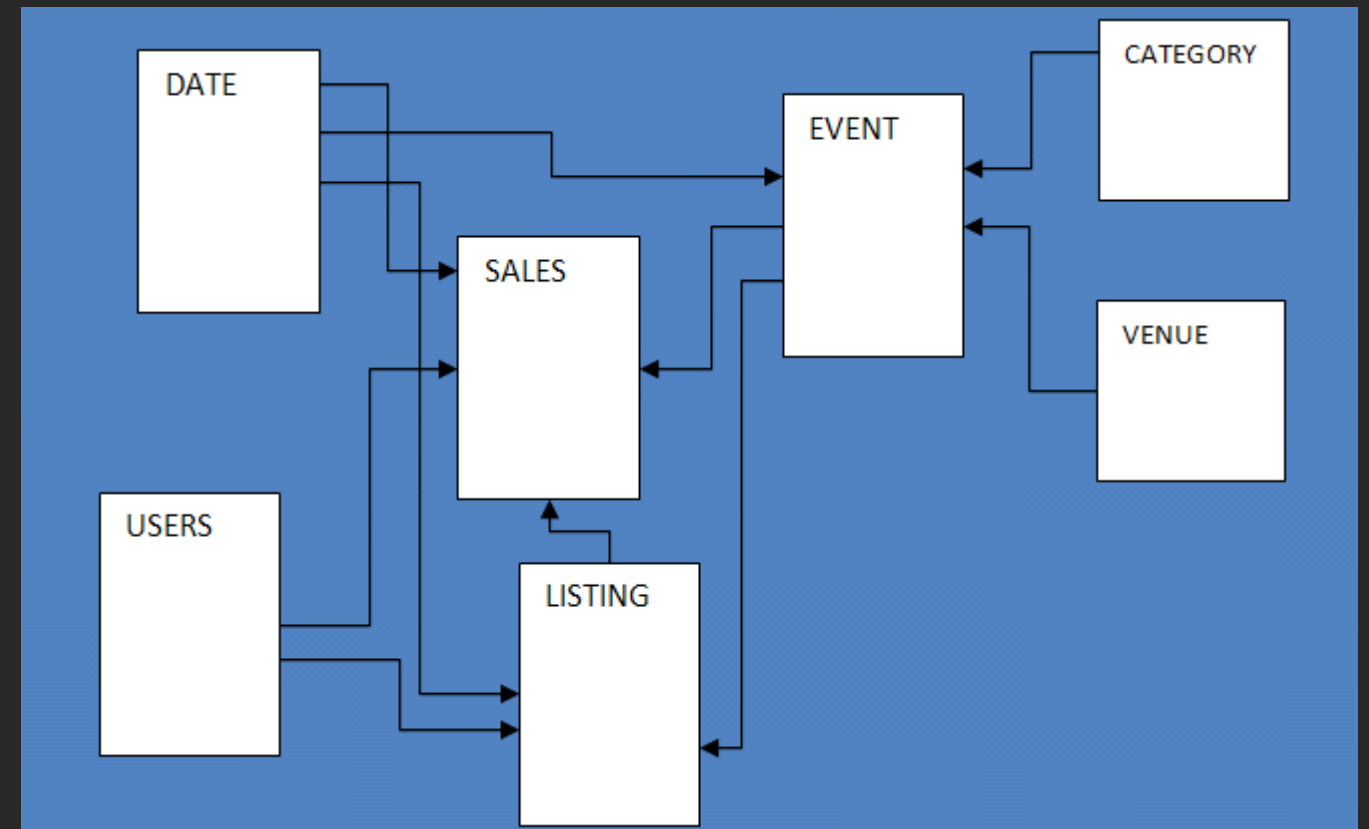 DATE
CATEGORY
EVENT
SALES
VENUE
USERS
LISTING